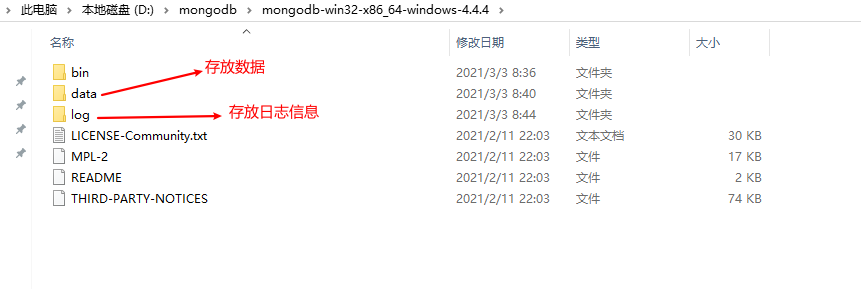 此电脑 > 本地磁盘 (D:) > mongodb > mongodb-win32-x86_64-windows-4.4.4 >
名称 修改日期 类型 大小
bin 2021/3/3 8:36 文件夹
存放数据
data 2021/3/3 8:40 文件夹
log 2021/3/3 8:44 文件夹
存放日志信息
LICENSE-Community.txt 2021/2/11 22:03 文本文档 30 KB
MPL-2 2021/2/11 22:03 文件 17 KB
README 2021/2/11 22:03 文件 2 KB
THIRD-PARTY-NOTICES 2021/2/11 22:03 文件 74 KB